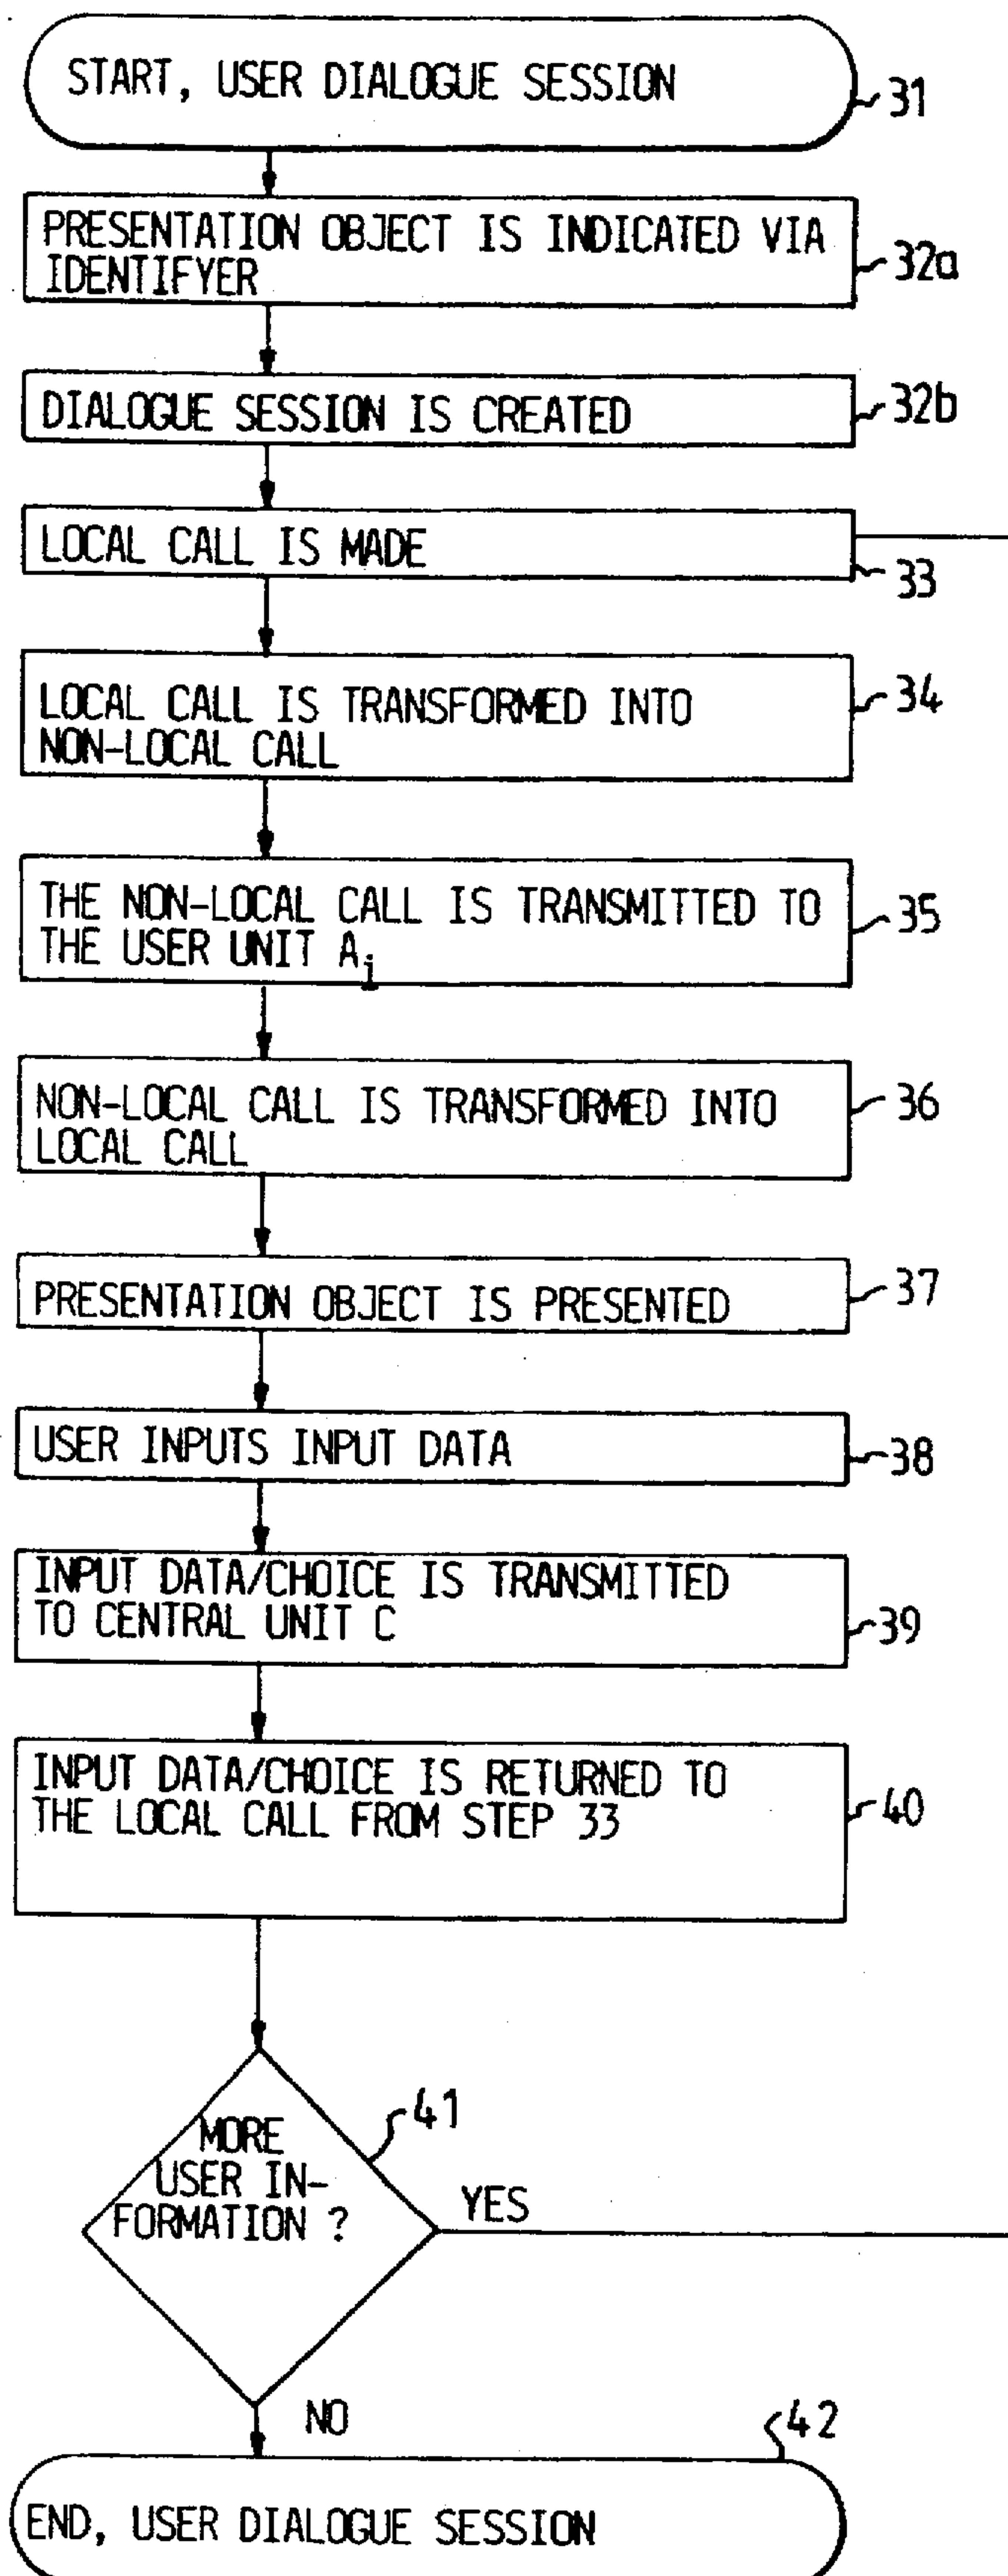 START, USER DIALOGUE SESSION
31
PRESENTATION OBJECT IS INDICATED VIA
IDENTIFYER
32a
DIALOGUE SESSION IS CREATED
32b
LOCAL CALL IS MADE
33
LOCAL CALL IS TRANSFORMED INTO
NON-LOCAL CALL
34
THE NON-LOCAL CALL IS TRANSMITTED TO
THE USER UNIT Aj
35
NON-LOCAL CALL IS TRANSFORMED INTO
LOCAL CALL
36
PRESENTATION OBJECT IS PRESENTED
37
USER INPUTS INPUT DATA
38
INPUT DATA/CHOICE IS TRANSMITTED
TO CENTRAL UNIT C
39
INPUT DATA/CHOICE IS RETURNED TO
THE LOCAL CALL FROM STEP 33
40
41
MORE
USER IN-
FORMATION ?
YES
NO
42
END, USER DIALOGUE SESSION